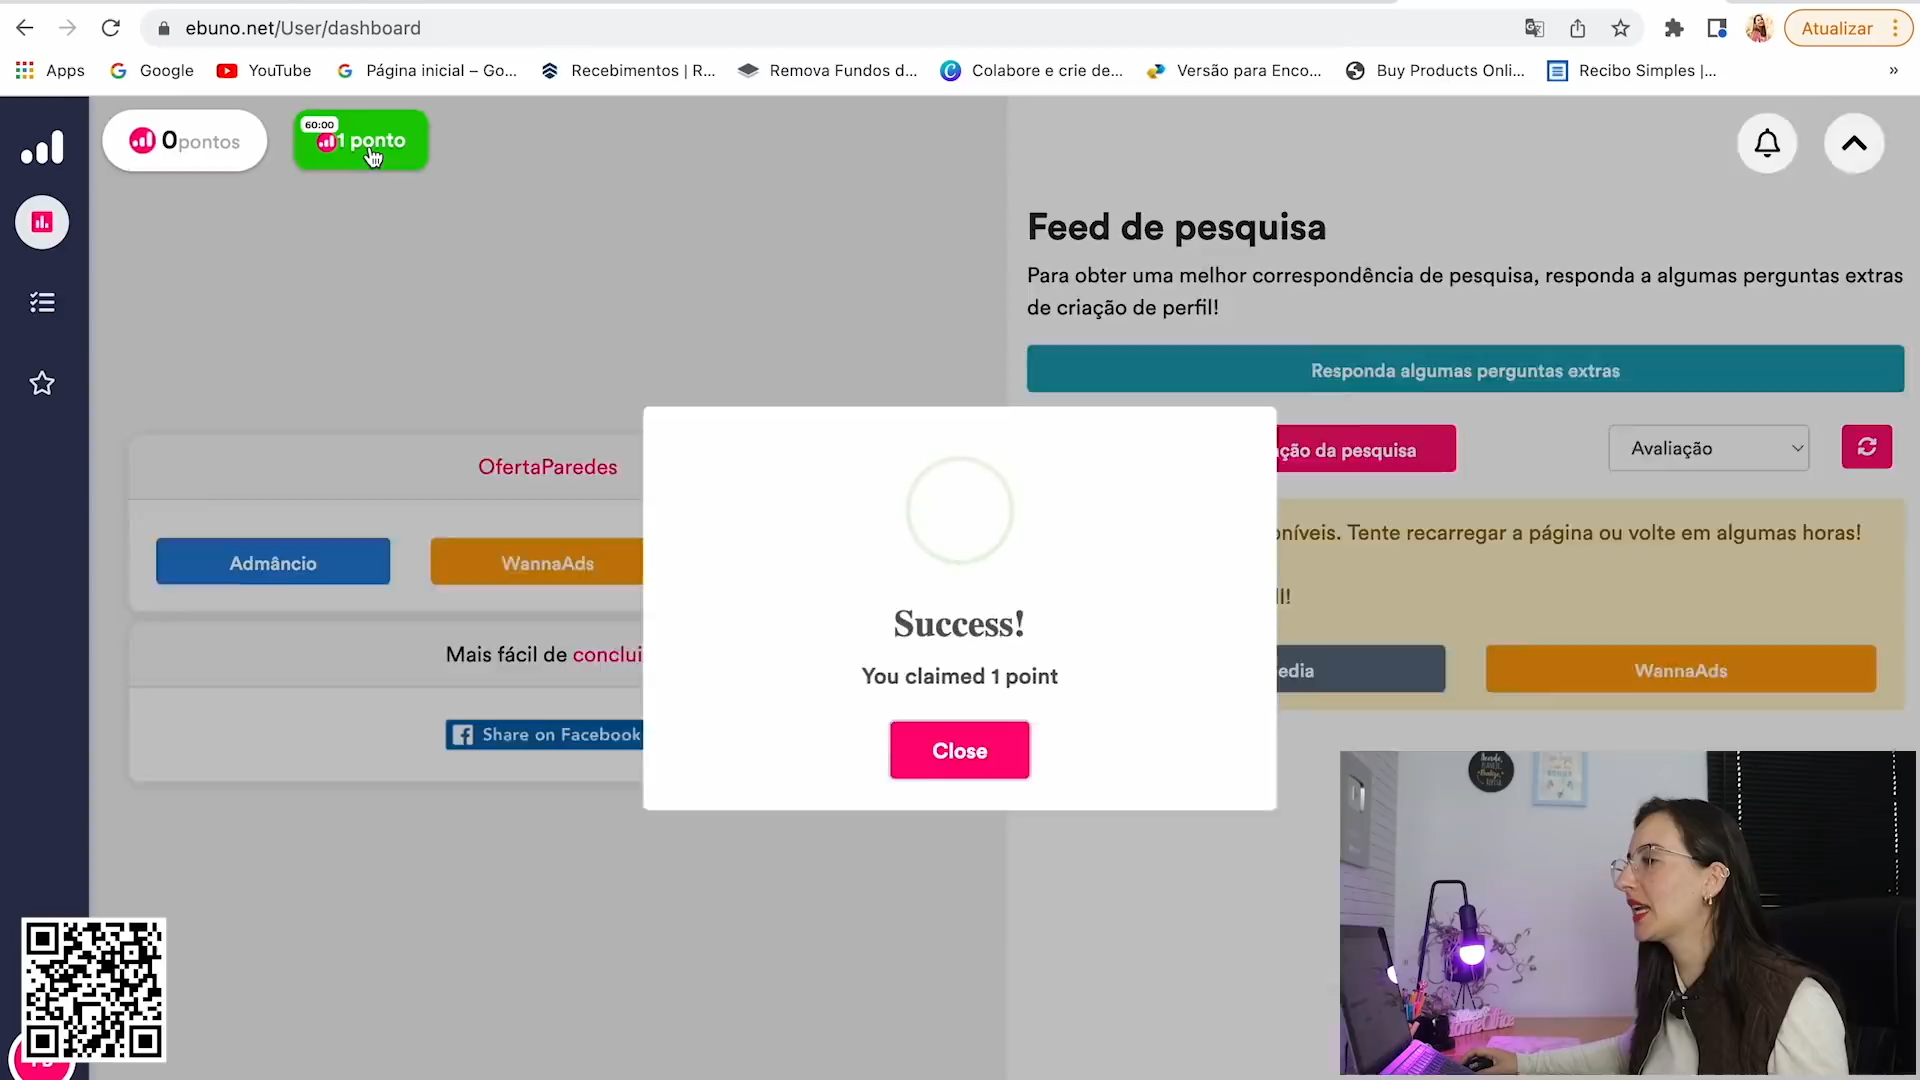 ebuno.net/User/dashboard
Atualizar
Apps
Google
YouTube
Página inicial – Go...
Recebimentos | R...
Remova Fundos d...
Colabore e crie de...
Versão para Enco...
Buy Products Onli...
Recibo Simples |...
»
0pontos
60:00
1 ponto
Feed de pesquisa
Para obter uma melhor correspondência de pesquisa, responda a algumas perguntas extras
de criação de perfil!
Responda algumas perguntas extras
ção da pesquisa
Avaliação
OfertaParedes
Admâncio
WannaAds
Mais fácil de conclui
Share on Facebook
oníveis. Tente recarregar a página ou volte em algumas horas!
il!
edia
WannaAds
Success!
You claimed 1 point
Close